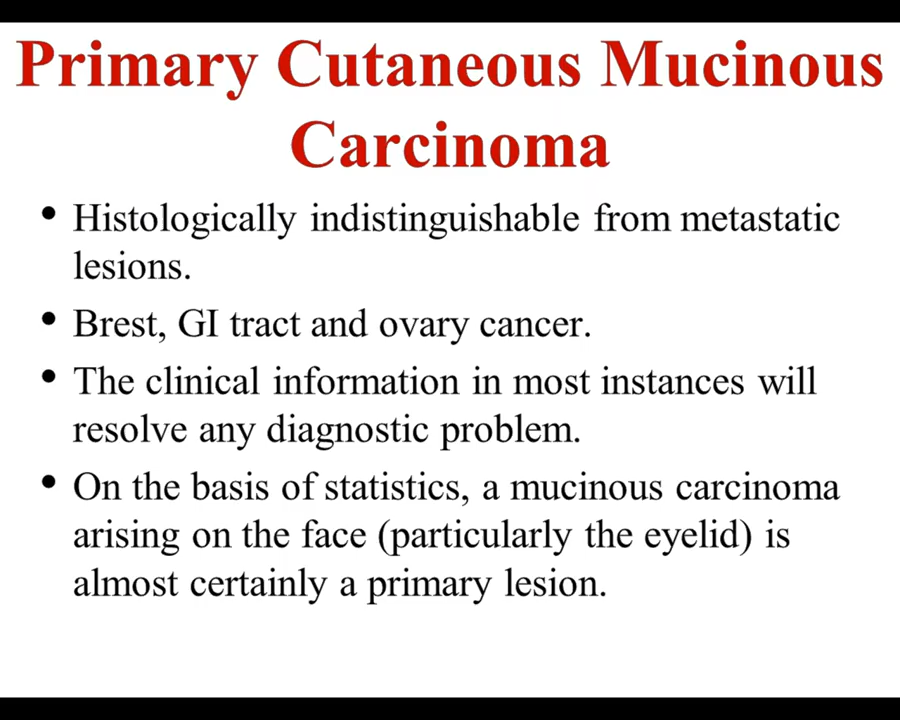 Primary Cutaneous Mucinous
Carcinoma
• Histologically indistinguishable from metastatic
lesions.
• Brest, GI tract and ovary cancer.
• The clinical information in most instances will
resolve any diagnostic problem.
• On the basis of statistics, a mucinous carcinoma
arising on the face (particularly the eyelid) is
almost certainly a primary lesion.